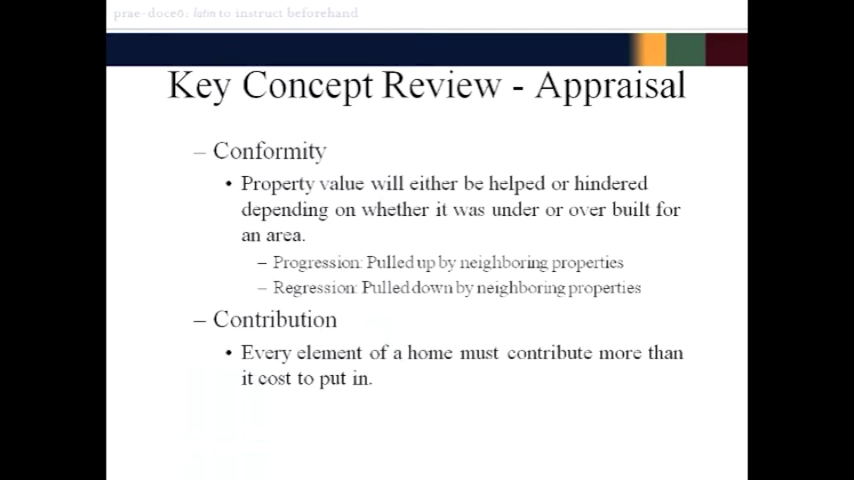 prae-doceō: latin to instruct beforehand
Key Concept Review - Appraisal
– Conformity
• Property value will either be helped or hindered
depending on whether it was under or over built for
an area.
– Progression: Pulled up by neighboring properties
– Regression: Pulled down by neighboring properties
– Contribution
• Every element of a home must contribute more than
it cost to put in.